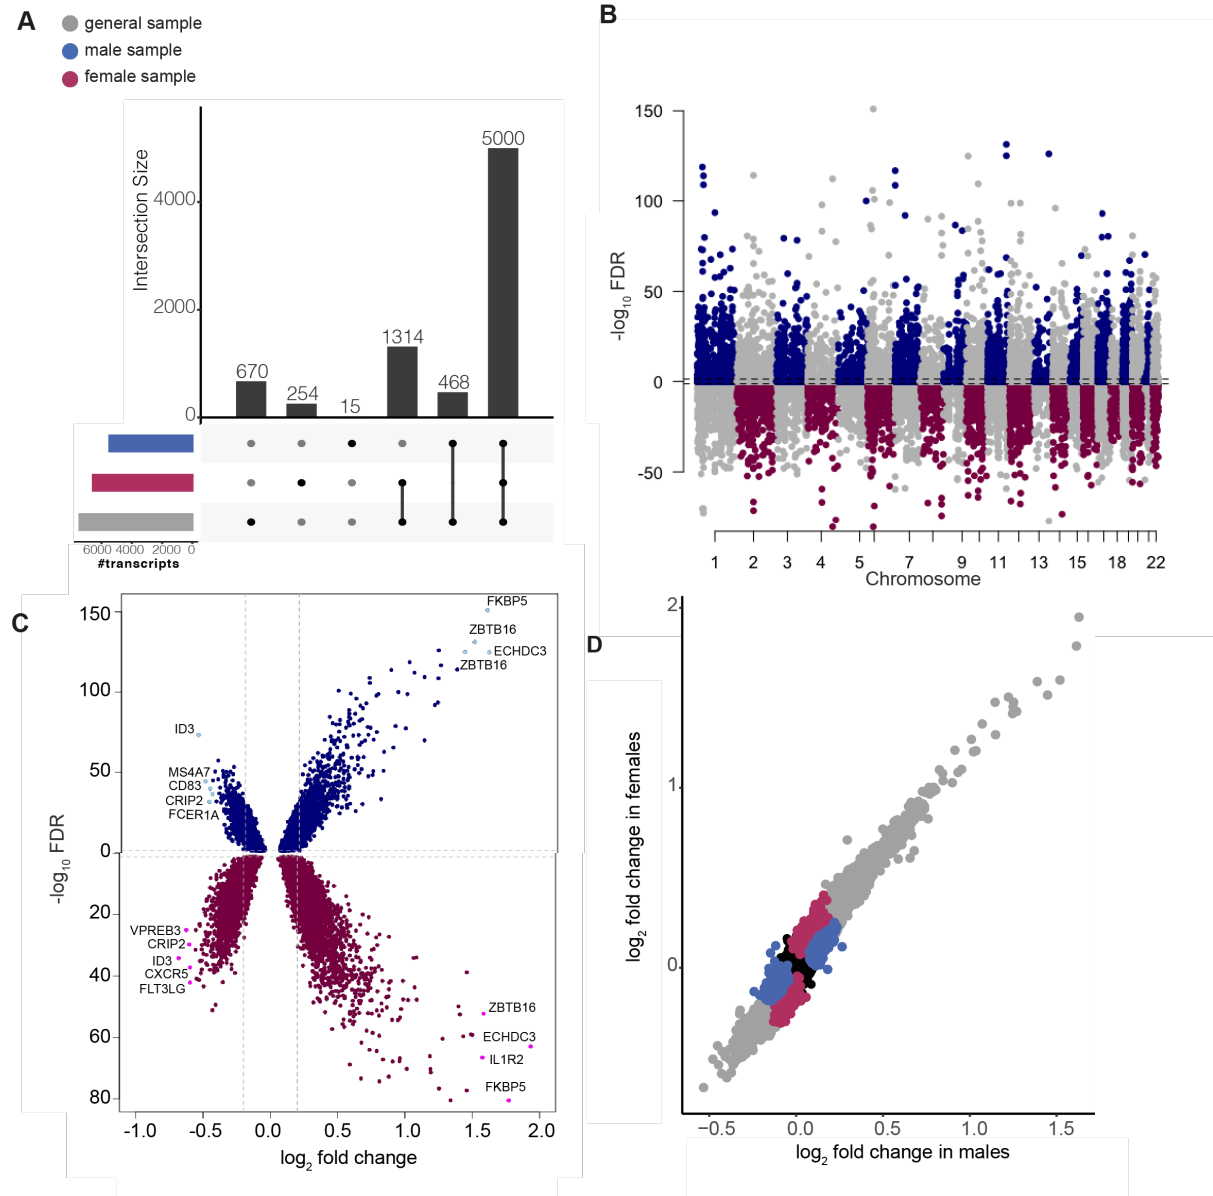 A
general sample
male sample
female sample
Intersection Size
4000
2000
0
670
254
15
1314
468
5000
6000 4000 2000 0
#transcripts
B
-log10 FDR
150
100
50
0
-50
1 2 3 4 5 7 9 11 13 15 18 22
Chromosome
C
-log10 FDR
150
100
50
0
20
40
60
80
FKBP5
ZBTB16
ECHDC3
ZBTB16
ID3
MS4A7
CD83
CRIP2
FCER1A
VPREB3
CRIP2
ID3
CXCR5
FLT3LG
ZBTB16
ECHDC3
IL1R2
FKBP5
-1.0 -0.5 0.0 0.5 1.0 1.5 2.0
log2 fold change
D
log2 fold change in females
2
1
0
−0.5 0.0 0.5 1.0 1.5
log2 fold change in males